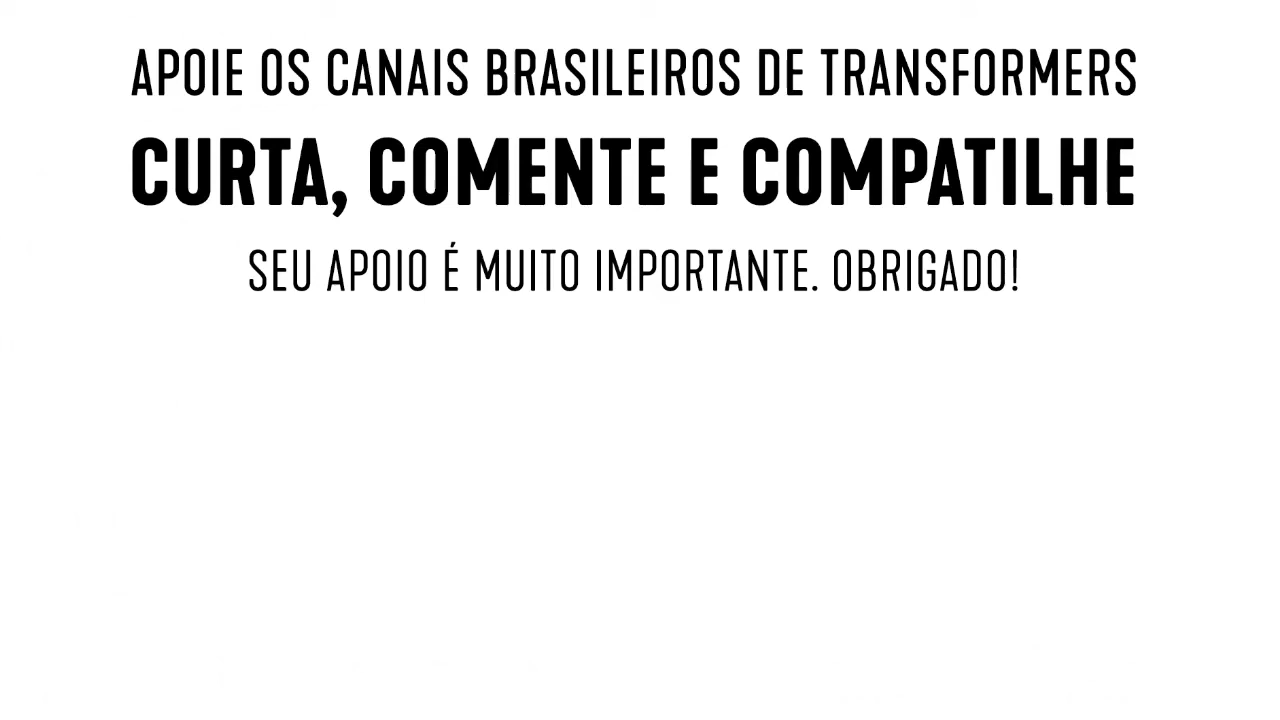 APOIE OS CANAIS BRASILEIROS DE TRANSFORMERS
CURTA, COMENTE E COMPATILHE
SEU APOIO É MUITO IMPORTANTE. OBRIGADO!